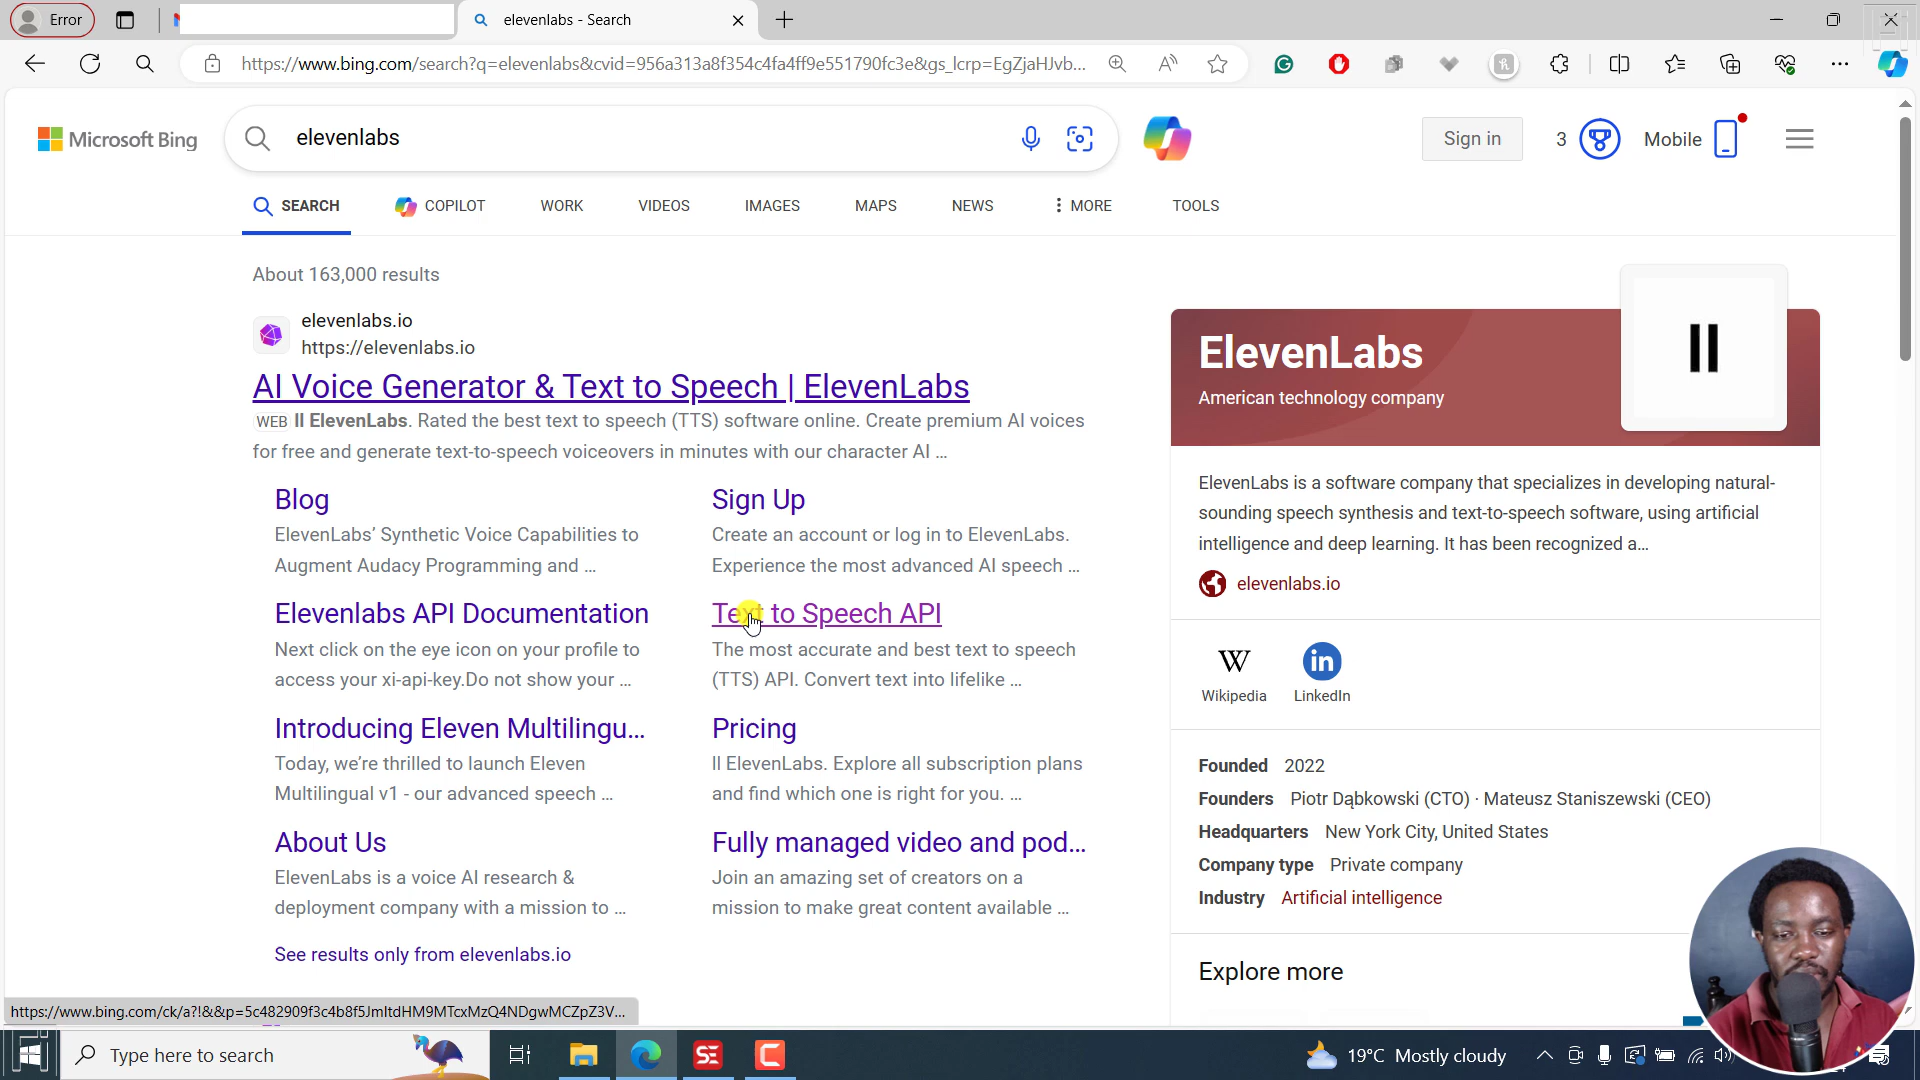 Error
elevenlabs - Search
https://www.bing.com/search?q=elevenlabs&cvid=956a313a8f354c4fa4ff9e551790fc3e&gs_lcrp=EgZjaHJvb...
Microsoft Bing
elevenlabs
Sign in
3
Mobile
SEARCH
COPILOT
WORK
VIDEOS
IMAGES
MAPS
NEWS
MORE
TOOLS
About 163,000 results
elevenlabs.io
https://elevenlabs.io
AI Voice Generator & Text to Speech | ElevenLabs
WEB II ElevenLabs. Rated the best text to speech (TTS) software online. Create premium AI voices
for free and generate text-to-speech voiceovers in minutes with our character AI ...
Blog
ElevenLabs' Synthetic Voice Capabilities to
Augment Audacy Programming and ...
Sign Up
Create an account or log in to ElevenLabs.
Experience the most advanced AI speech ...
Elevenlabs API Documentation
Next click on the eye icon on your profile to
access your xi-api-key.Do not show your ...
Text to Speech API
The most accurate and best text to speech
(TTS) API. Convert text into lifelike ...
Introducing Eleven Multilingu...
Today, we're thrilled to launch Eleven
Multilingual v1 - our advanced speech ...
Pricing
II ElevenLabs. Explore all subscription plans
and find which one is right for you. ...
About Us
ElevenLabs is a voice AI research &
deployment company with a mission to ...
Fully managed video and pod...
Join an amazing set of creators on a
mission to make great content available ...
See results only from elevenlabs.io
ElevenLabs
American technology company
ElevenLabs is a software company that specializes in developing natural-
sounding speech synthesis and text-to-speech software, using artificial
intelligence and deep learning. It has been recognized a...
elevenlabs.io
Wikipedia
LinkedIn
Founded 2022
Founders Piotr Dąbkowski (CTO) · Mateusz Staniszewski (CEO)
Headquarters New York City, United States
Company type Private company
Industry Artificial intelligence
Explore more
https://www.bing.com/ck/a?!&&p=5c482909f3c4b8f5JmltdHM9MTcxMzQ4NDgwMCZpZ3V...
Type here to search
19°C Mostly cloudy